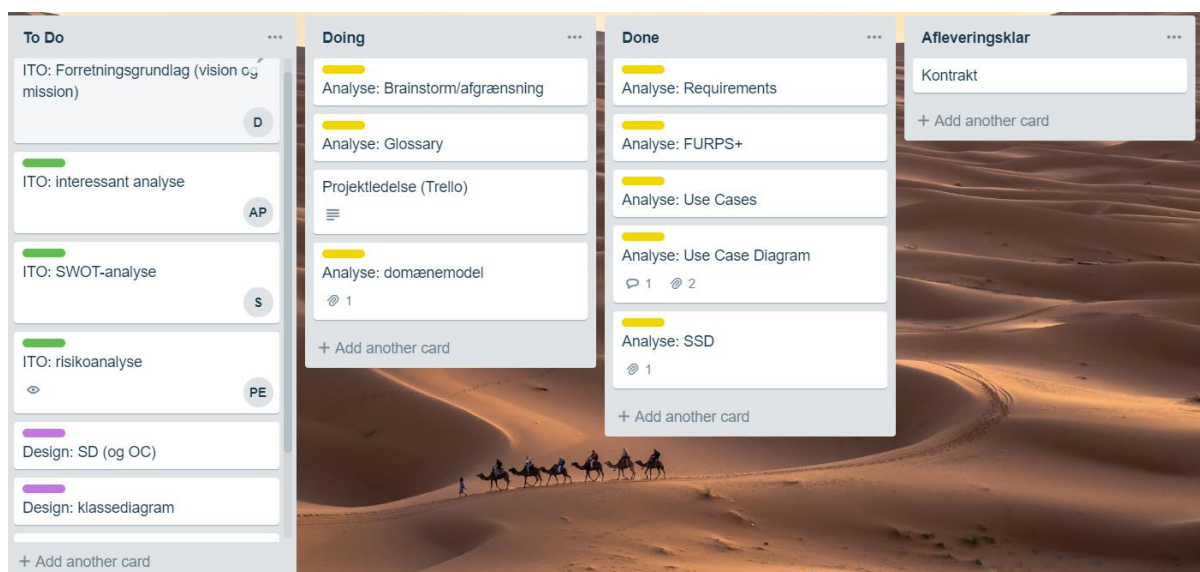 To Do
ITO: Forretningsgrundlag (vision og
mission)
D
ITO: interessant analyse
AP
ITO: SWOT-analyse
S
ITO: risikoanalyse
PE
Design: SD (og OC)
Design: klassediagram
+ Add another card
Doing
Analyse: Brainstorm/afgrænsning
Analyse: Glossary
Projektledelse (Trello)
Analyse: domænemodel
1
+ Add another card
Done
Analyse: Requirements
Analyse: FURPS+
Analyse: Use Cases
Analyse: Use Case Diagram
1 2
Analyse: SSD
1
+ Add another card
Afleveringsklar
Kontrakt
+ Add another card